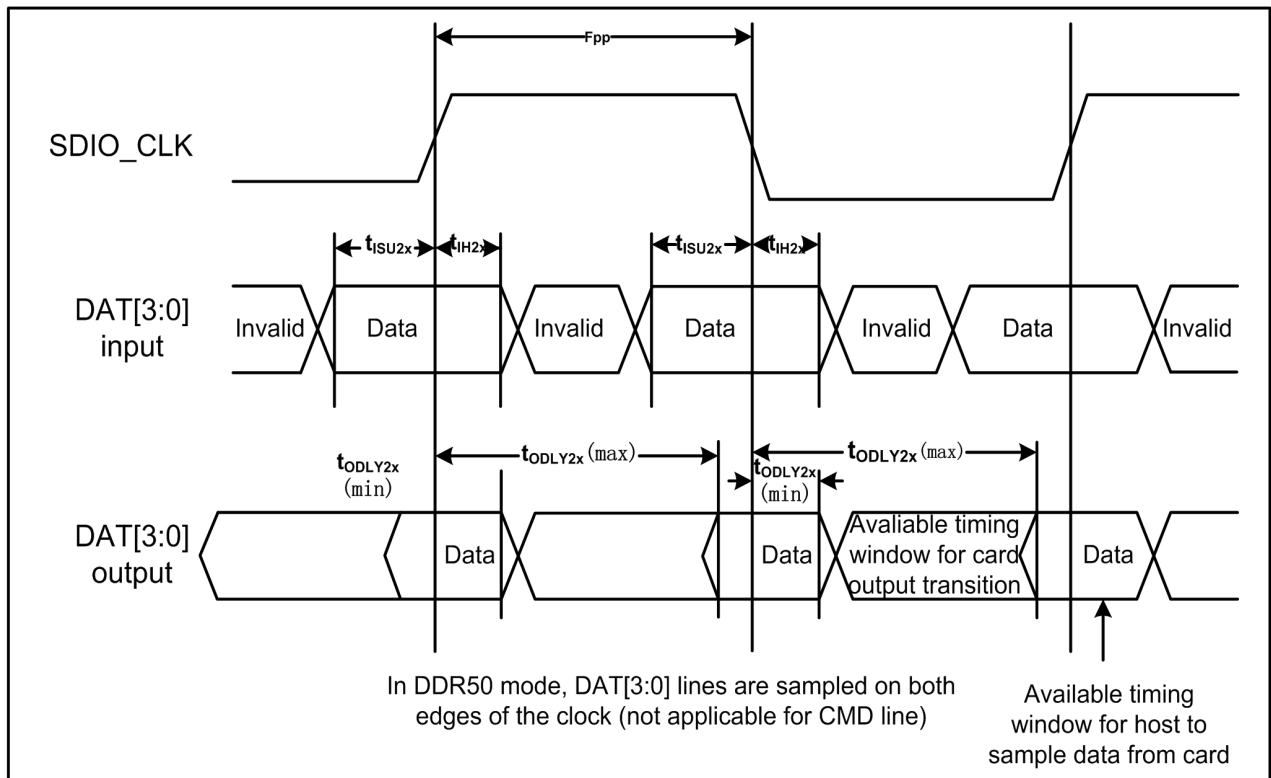 Fpp
SDIO_CLK
tISU2x
tIH2x
tISU2x
tIH2x
DAT[3:0]
input
Invalid
Data
Invalid
Data
Invalid
Data
Invalid
tODLY2x
(min)
tODLY2x (max)
tODLY2x (max)
tODLY2x
(min)
DAT[3:0]
output
Data
Data
Avaliable timing
window for card
output transition
Data
In DDR50 mode, DAT[3:0] lines are sampled on both
edges of the clock (not applicable for CMD line)
Available timing
window for host to
sample data from card